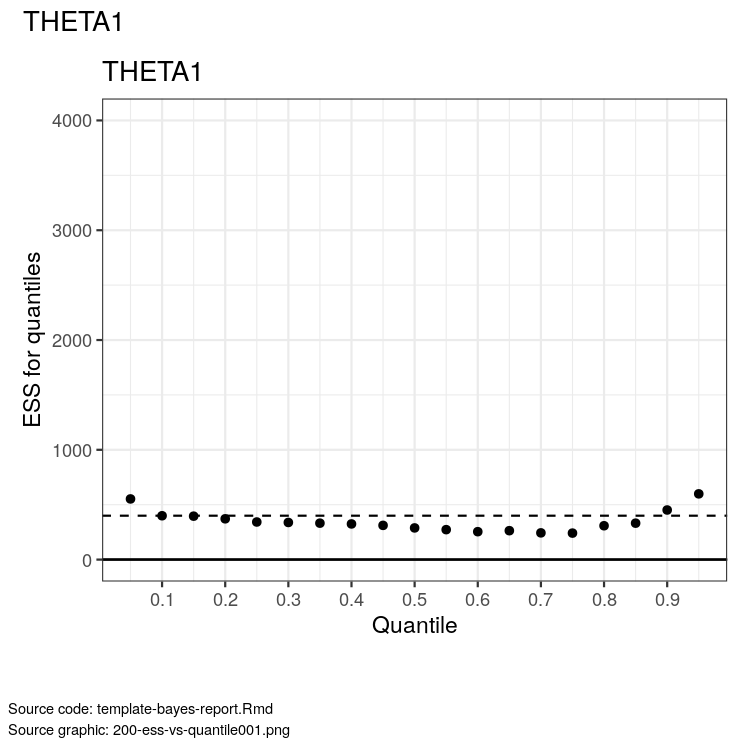 THETA1
THETA1
ESS for quantiles
4000
3000
2000
1000
0
0.1 0.2 0.3 0.4 0.5 0.6 0.7 0.8 0.9
Quantile
Source code: template-bayes-report.Rmd
Source graphic: 200-ess-vs-quantile001.png